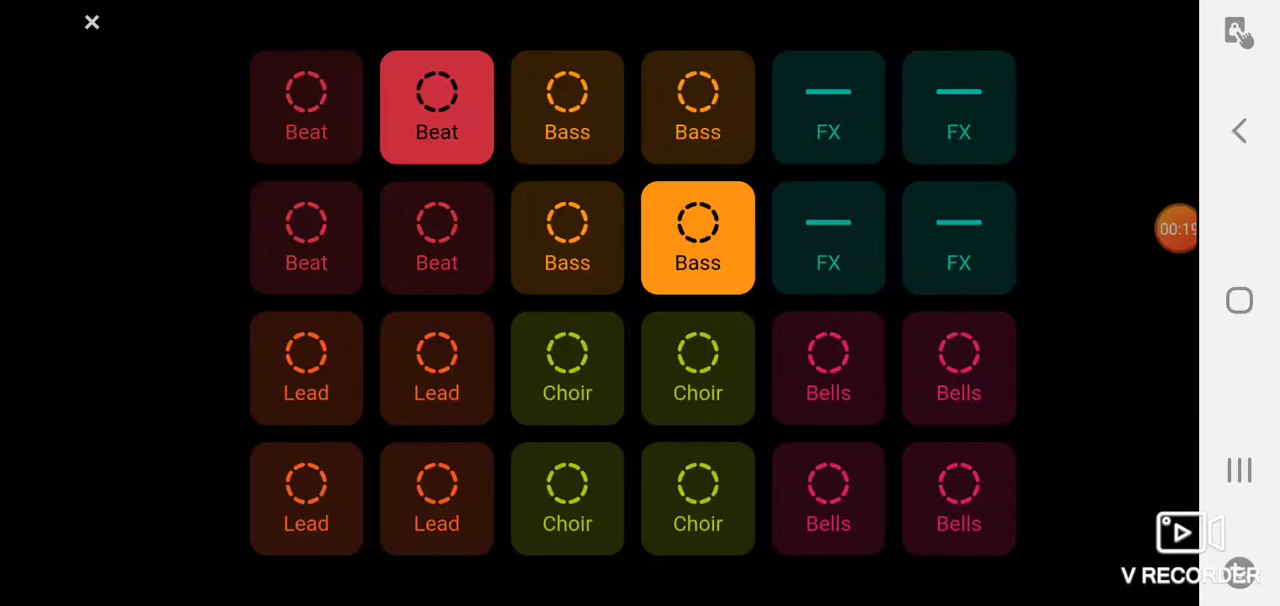 Beat Beat Bass Bass FX FX
00:19
Beat Beat Bass Bass FX FX
Lead Lead Choir Choir Bells Bells
Lead Lead Choir Choir Bells Bells
V RECORDER